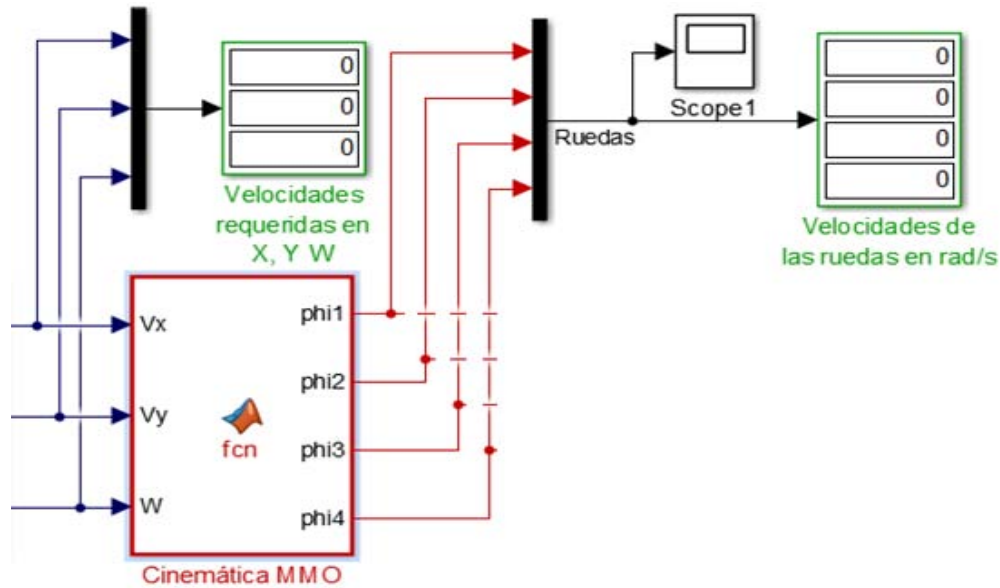 0
0
0
Velocidades
requeridas en
X, Y W
Scope1
Ruedas
0
0
0
0
Velocidades de
las ruedas en rad/s
Vx
Vy
W
fcn
phi1
phi2
phi3
phi4
Cinemática MMO